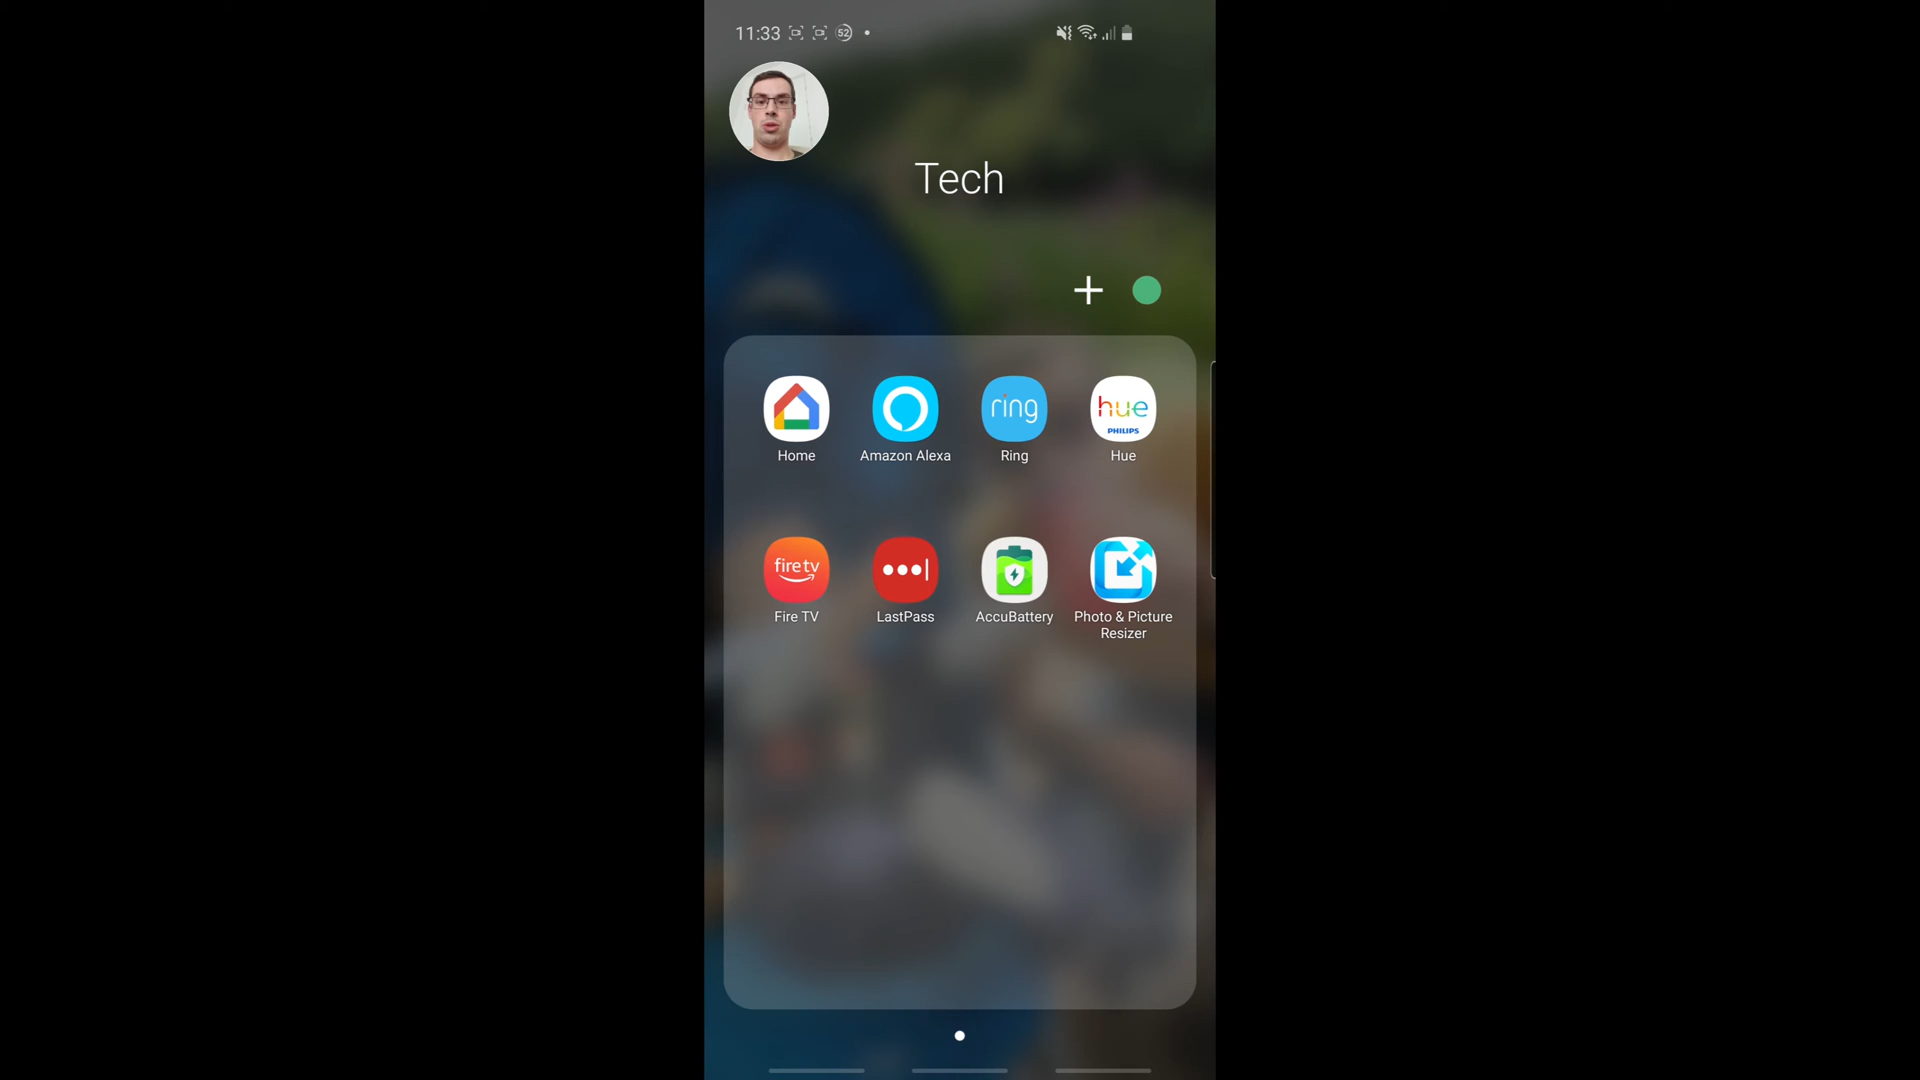 11:33 52
Tech
ring
hue
PHILIPS
Home Amazon Alexa Ring Hue
fire tv
Fire TV LastPass AccuBattery Photo & Picture
Resizer